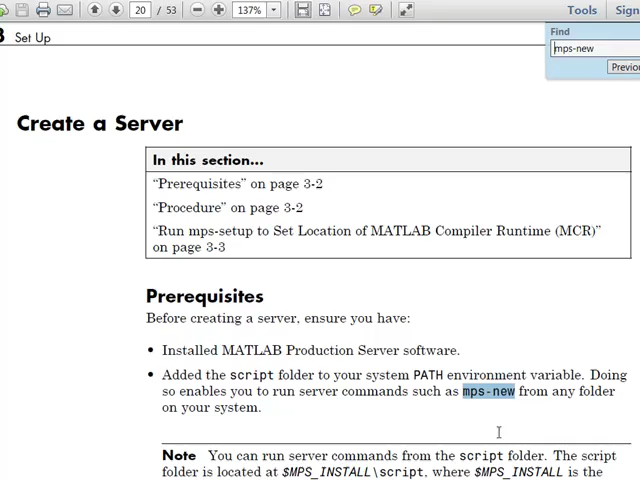 20 / 53
137%
Tools
Sign
Set Up
Find
mps-new
Previou
Create a Server
In this section...
“Prerequisites” on page 3-2
“Procedure” on page 3-2
“Run mps-setup to Set Location of MATLAB Compiler Runtime (MCR)”
on page 3-3
Prerequisites
Before creating a server, ensure you have:
• Installed MATLAB Production Server software.
• Added the script folder to your system PATH environment variable. Doing
so enables you to run server commands such as mps-new from any folder
on your system.
Note You can run server commands from the script folder. The script
folder is located at $MPS_INSTALL\script, where $MPS_INSTALL is the